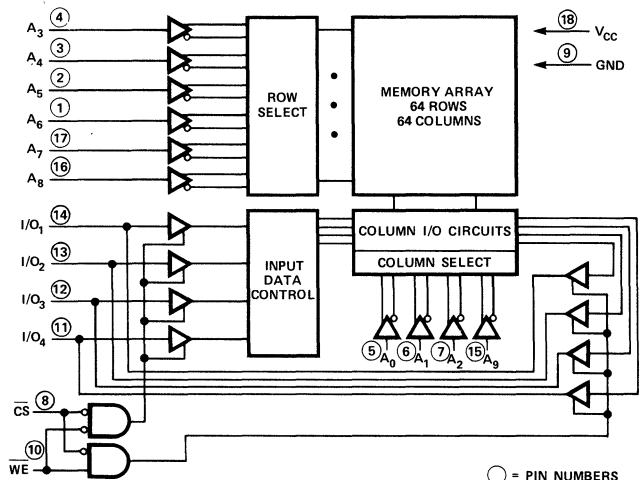 A3 4
A4 3
A5 2
A6 1
A7 17
A8 16
ROW
SELECT
MEMORY ARRAY
64 ROWS
64 COLUMNS
18 VCC
9 GND
I/O1 14
I/O2 13
I/O3 12
I/O4 11
INPUT
DATA
CONTROL
COLUMN I/O CIRCUITS
COLUMN SELECT
5 A0
6 A1
7 A2
15 A9
CS 8
WE 10
= PIN NUMBERS